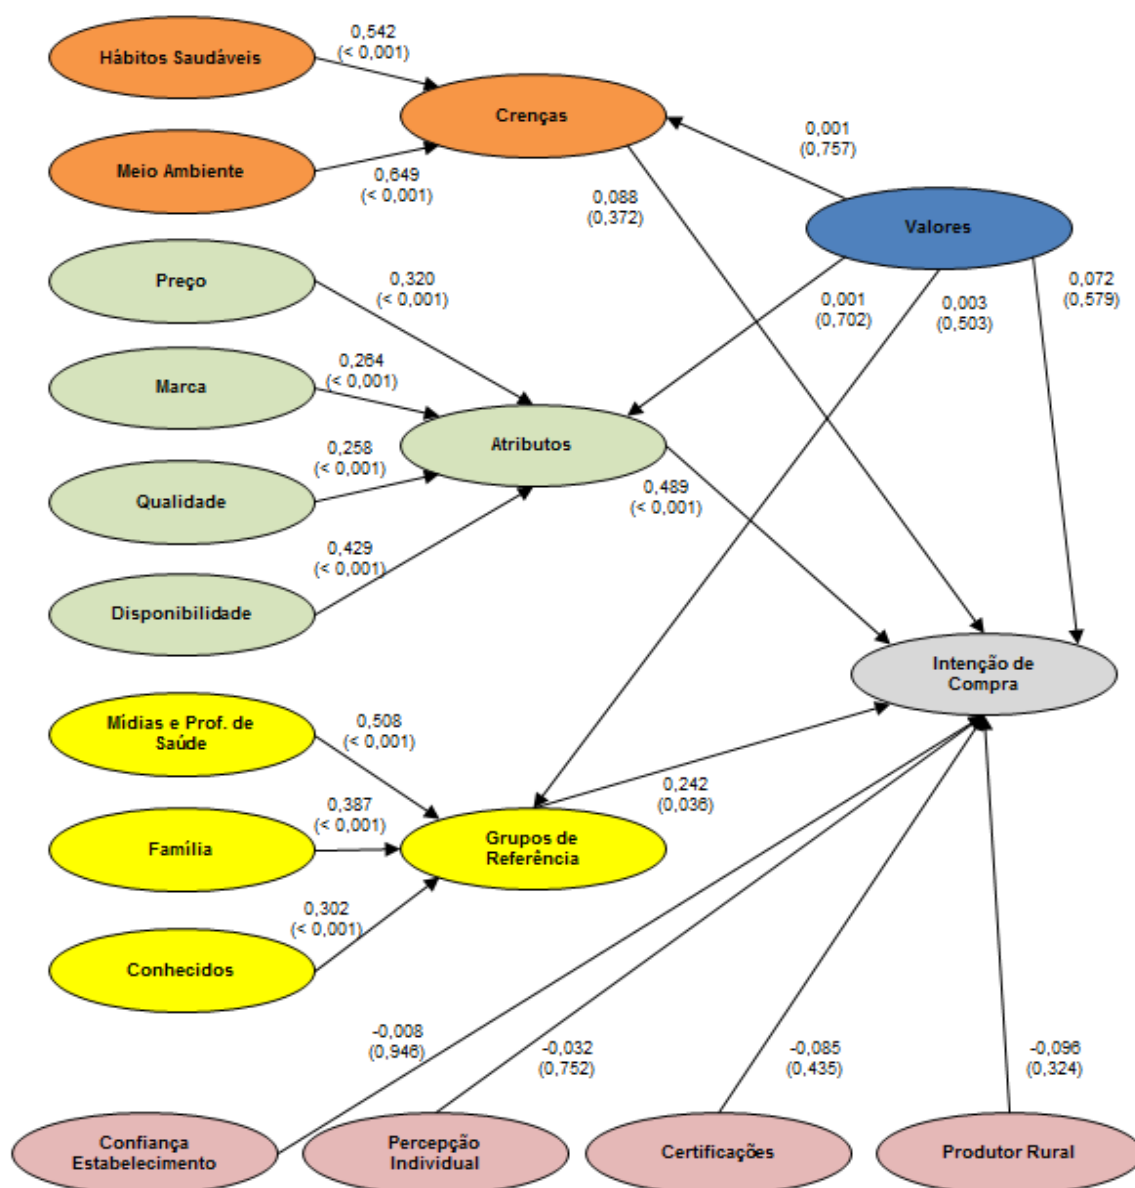 Hábitos Saudáveis
0,542
(< 0,001)
Crenças
0,001
(0,757)
Meio Ambiente
0,649
(< 0,001)
0,088
(0,372)
Valores
Preço
0,320
(< 0,001)
0,001
(0,702)
0,003
(0,503)
0,072
(0,579)
Marca
0,264
(< 0,001)
Atributos
Qualidade
0,258
(< 0,001)
0,489
(< 0,001)
Disponibilidade
0,429
(< 0,001)
Intenção de
Compra
Mídias e Prof. de
Saúde
0,508
(< 0,001)
0,242
(0,036)
Família
0,387
(< 0,001)
Grupos de
Referência
Conhecidos
0,302
(< 0,001)
-0,008
(0,946)
-0,032
(0,752)
-0,085
(0,435)
-0,096
(0,324)
Confiança
Estabelecimento
Percepção
Individual
Certificações
Produtor Rural